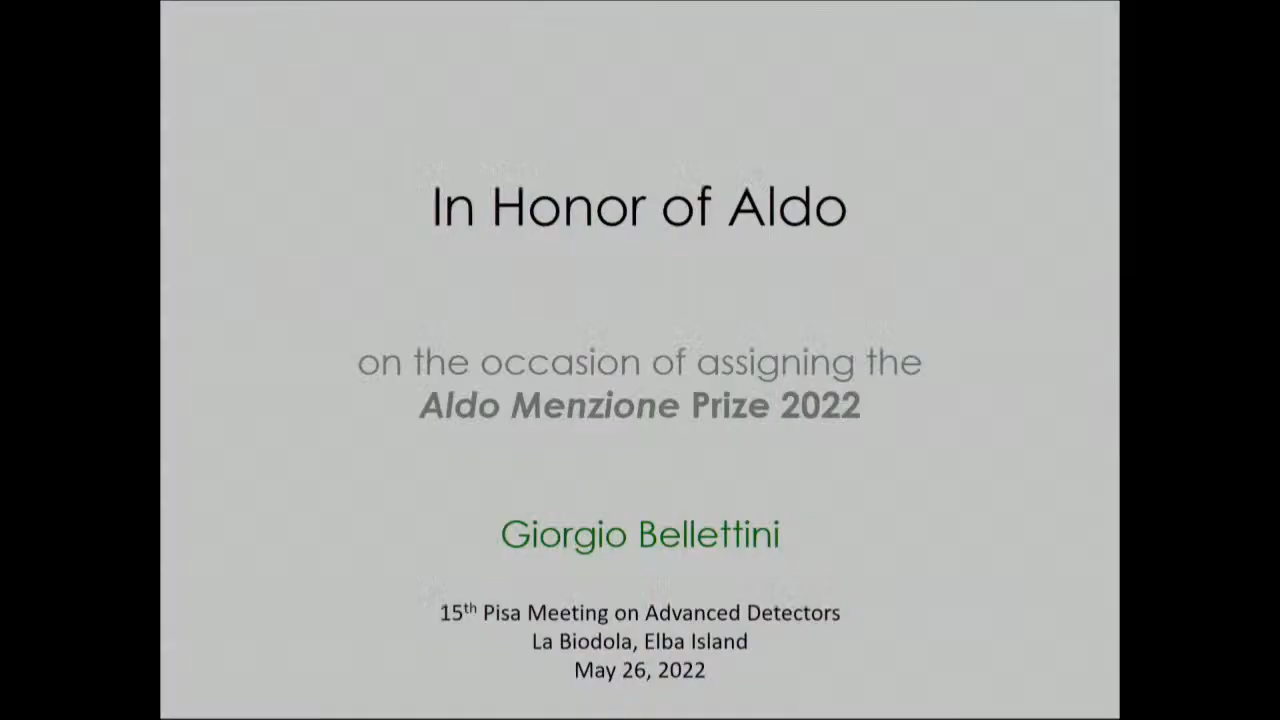 In Honor of Aldo
on the occasion of assigning the
Aldo Menzione Prize 2022
Giorgio Bellettini
15th Pisa Meeting on Advanced Detectors
La Biodola, Elba Island
May 26, 2022